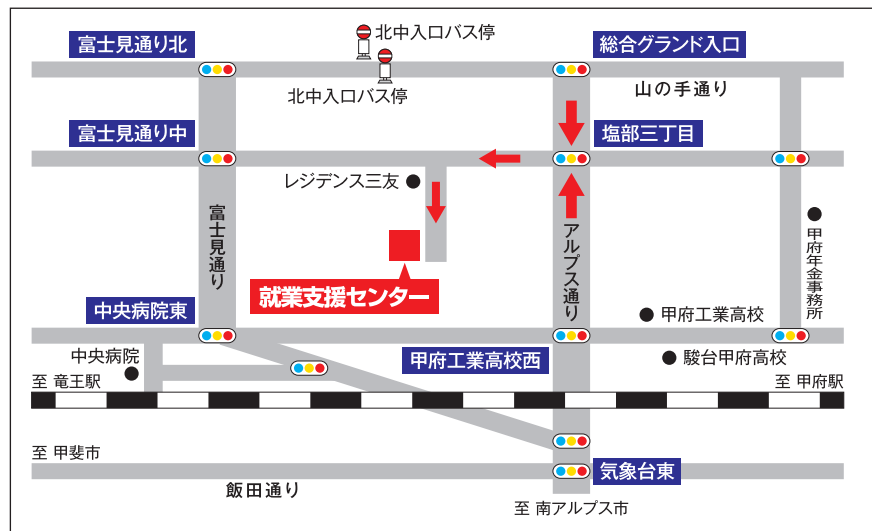 北中入口バス停
富士見通り北
総合グランド入口
北中入口バス停
山の手通り
富士見通り中
塩部三丁目
レジデンス三友
富士見通り
アルプス通り
甲府年金事務所
就業支援センター
中央病院東
甲府工業高校
中央病院
甲府工業高校西
駿台甲府高校
至 竜王駅
至 甲府駅
至 甲斐市
気象台東
飯田通り
至 南アルプス市